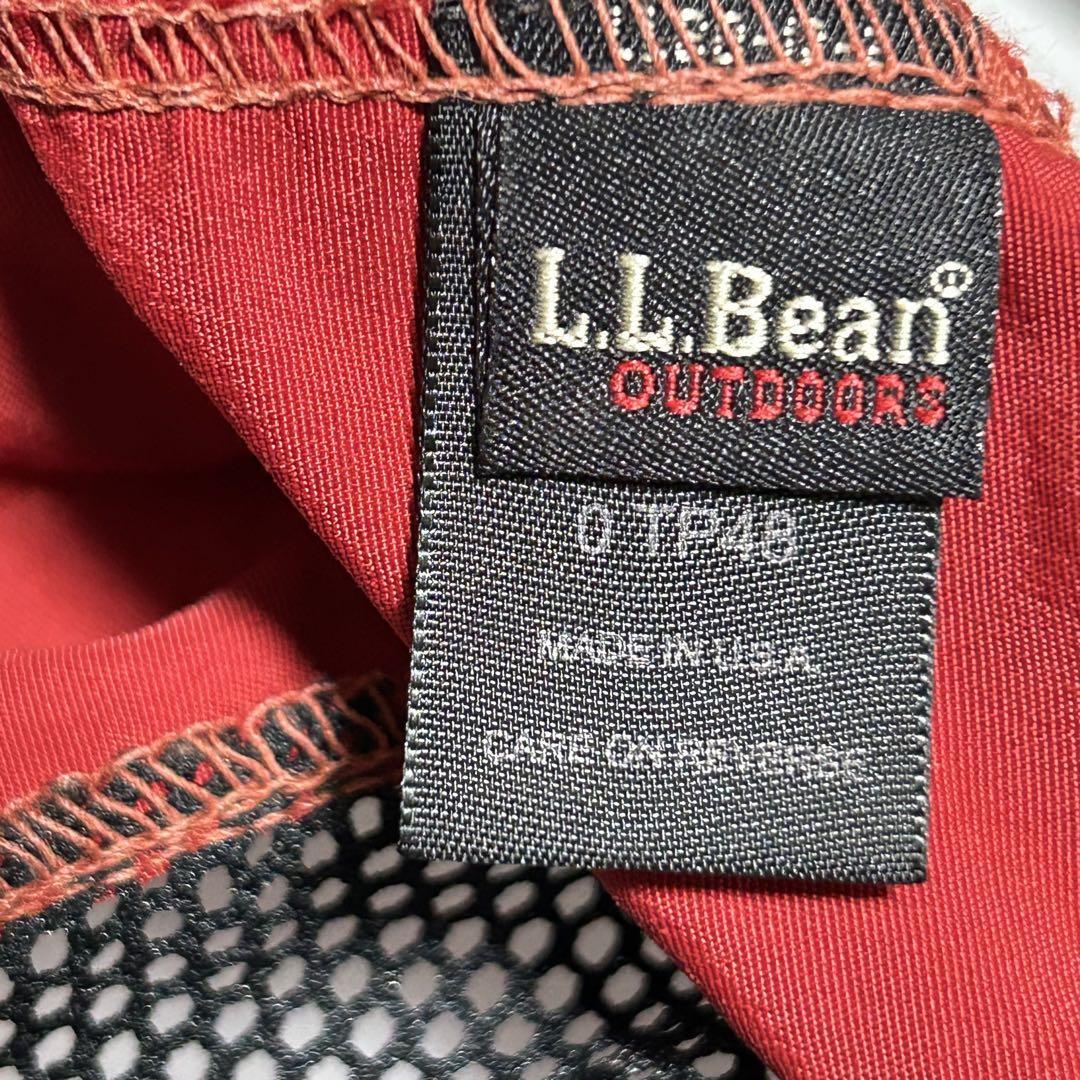 L.L.Bean®
OUTDOORS
0 TP48
MADE IN U.S.A.
CARE ON REVERSE